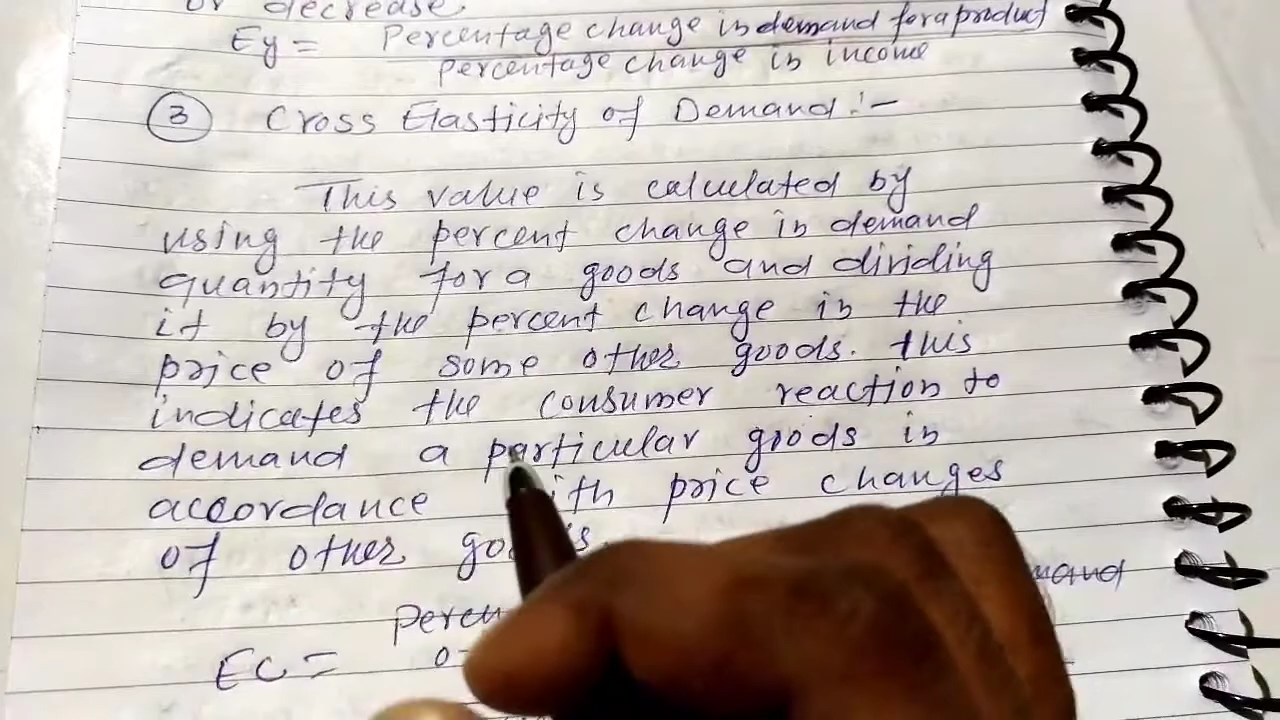 or decrease.
Ey = Percentage change in demand for a product
percentage change in income
3 Cross Elasticity of Demand :-
This value is calculated by
using the percent change in demand
quantity for a goods and dividing
it by the percent change in the
price of some other goods. this
indicates the consumer reaction to
demand a particular goods in
accordance with price changes
of other goods.
EC =